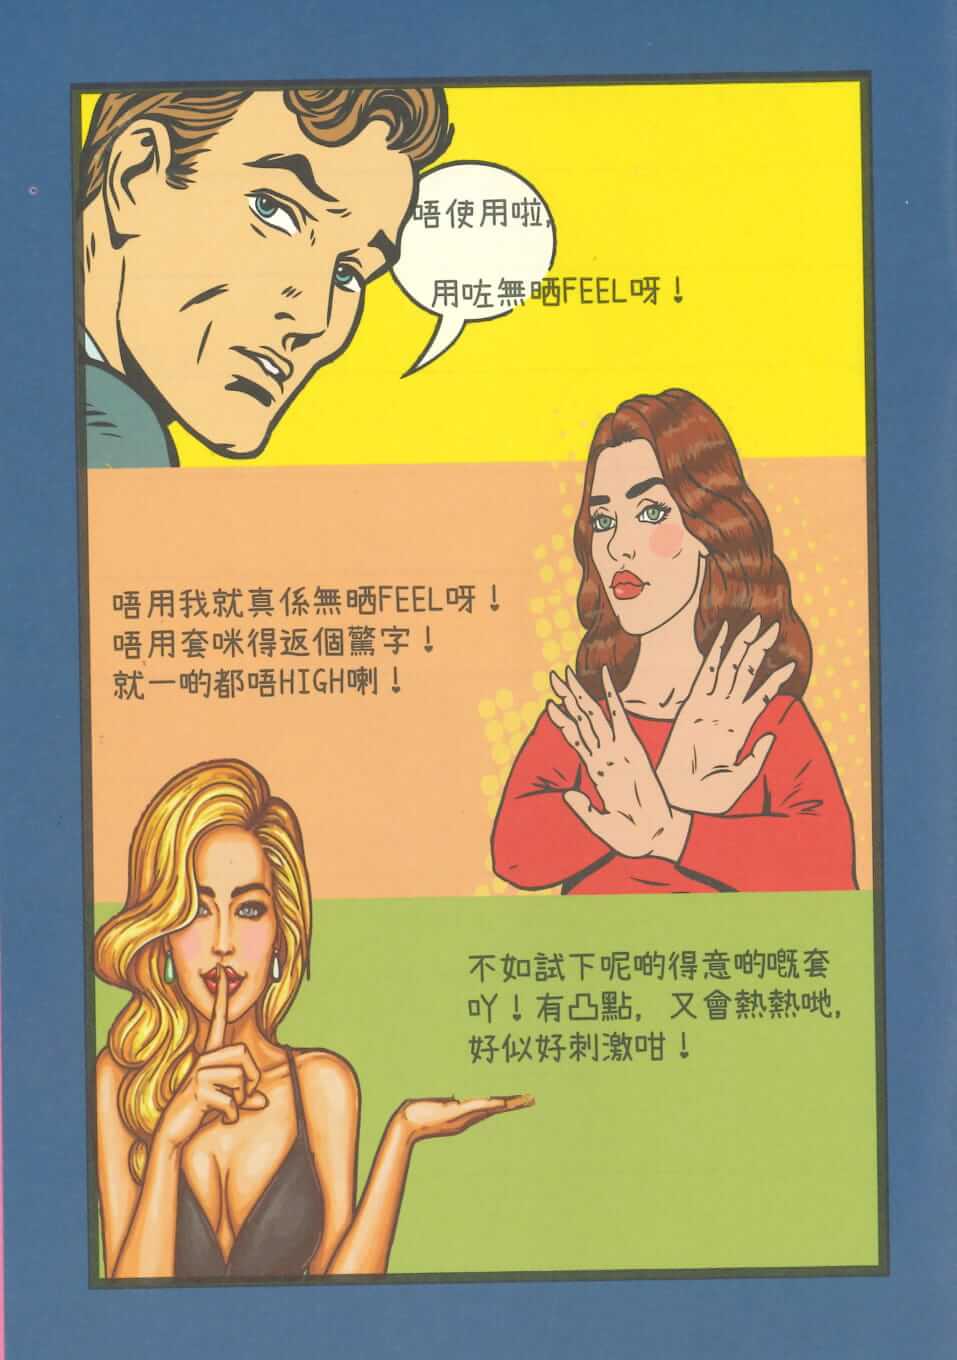 唔使用啦,
用咗無晒FEEL呀！
唔用我就真係無晒FEEL呀！
唔用套咪得返個驚字！
就一啲都唔HIGH喇！
不如試下呢啲得意啲嘅套
吖！有凸點, 又會熱熱哋,
好似好刺激咁！